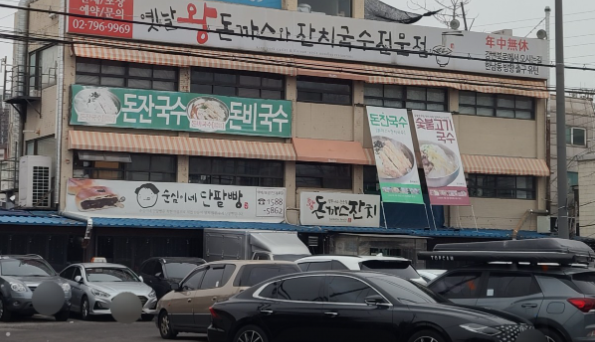 예약/문의
02-796-9969
옛날 왕돈까스와 잔치국수전문점
年中無休
돈잔국수
돈비국수
돈잔국수
숯불고기
국수
순심이네 단팥빵
1588
왕돈까스잔치